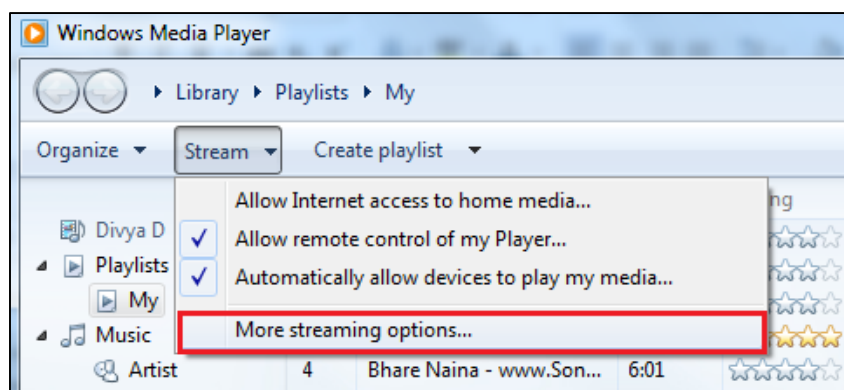 Windows Media Player
Library ▸ Playlists ▸ My
Organize Stream Create playlist
Allow Internet access to home media...
ng
Divya D
Allow remote control of my Player...
Playlists
Automatically allow devices to play my media...
My
Music
More streaming options...
Artist 4 Bhare Naina - www.Son... 6:01